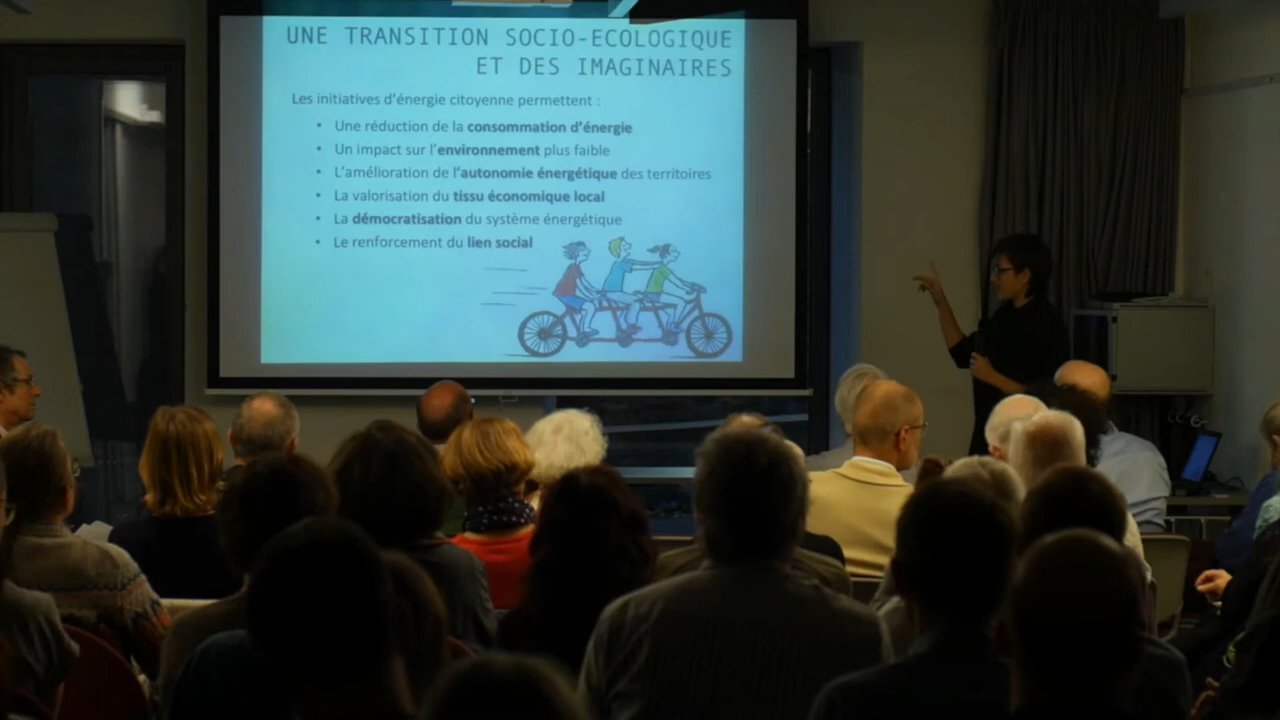 UNE TRANSITION SOCIO-ECOLOGIQUE
ET DES IMAGINAIRES
Les initiatives d'énergie citoyenne permettent :
• Une réduction de la consommation d'énergie
• Un impact sur l'environnement plus faible
• L'amélioration de l'autonomie énergétique des territoires
• La valorisation du tissu économique local
• La démocratisation du système énergétique
• Le renforcement du lien social